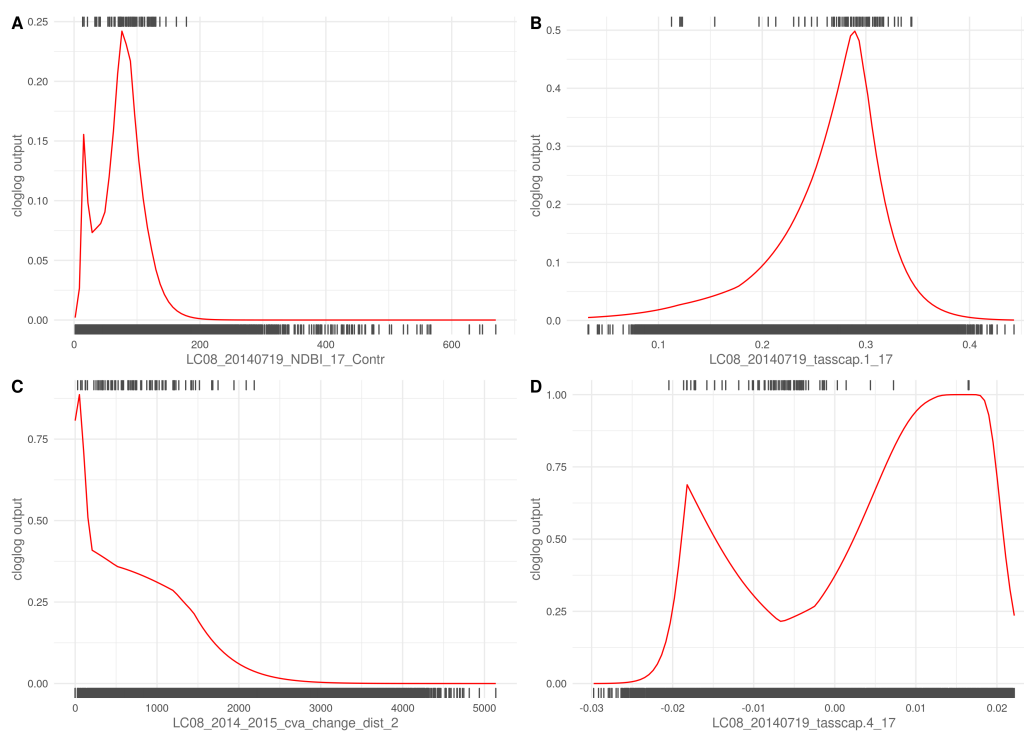 A
0.25
0.20
0.15
0.10
0.05
0.00
cloglog output
0 200 400 600
LC08_20140719_NDBI_17_Contr
B
0.5
0.4
0.3
0.2
0.1
0.0
cloglog output
0.1 0.2 0.3 0.4
LC08_20140719_tasscap.1_17
C
0.75
0.50
0.25
0.00
cloglog output
0 1000 2000 3000 4000 5000
LC08_2014_2015_cva_change_dist_2
D
1.00
0.75
0.50
0.25
0.00
cloglog output
-0.03 -0.02 -0.01 0.00 0.01 0.02
LC08_20140719_tasscap.4_17